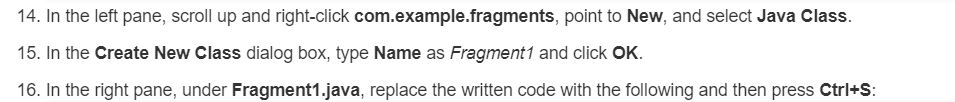 14. In the left pane, scroll up and right-click com.example.fragments, point to New, and select Java Class.
15. In the Create New Class dialog box, type Name as Fragment1 and click OK.
16. In the right pane, under Fragment1.java, replace the written code with the following and then press Ctrl+S: